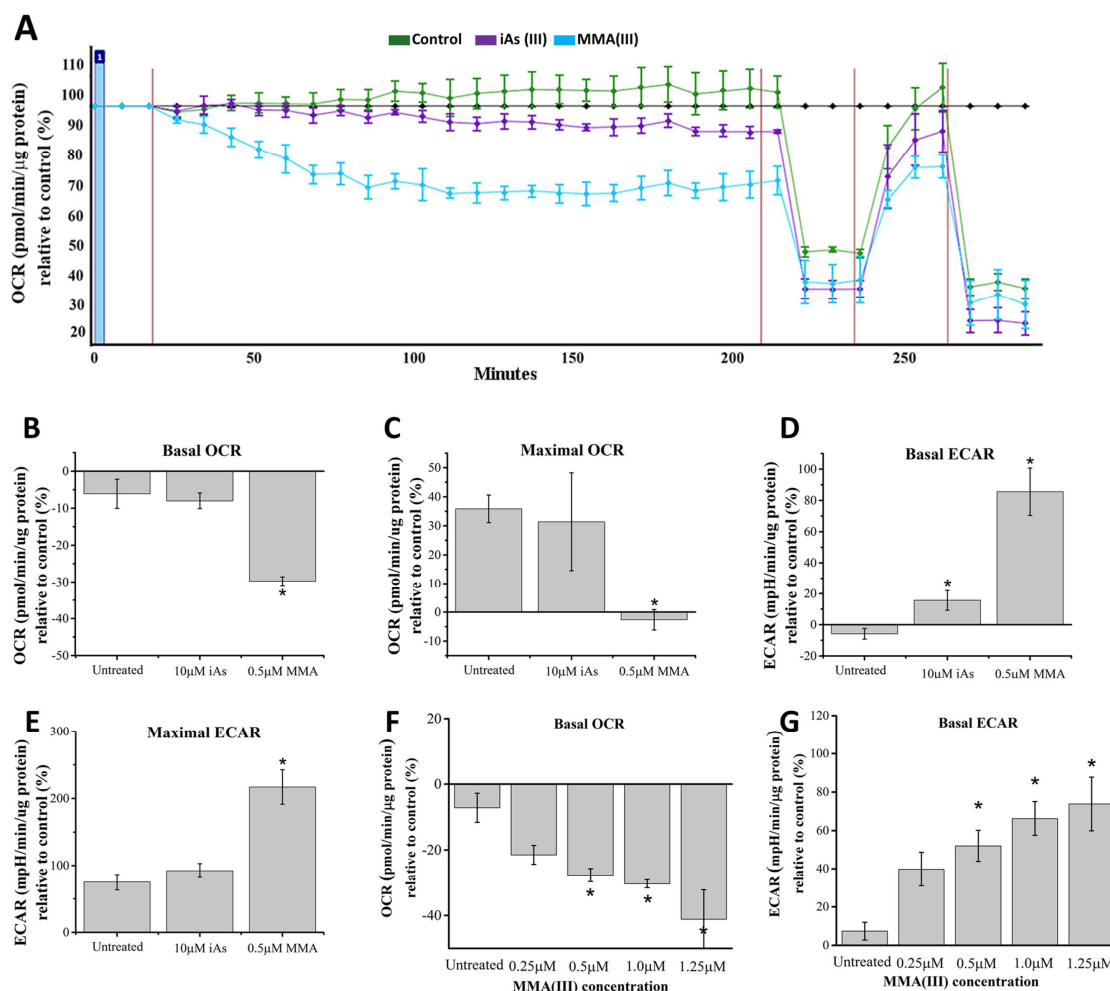 A
Control iAs (III) MMA(III)
1
OCR (pmol/min/µg protein)
relative to control (%)
110
100
90
80
70
60
50
40
30
20
0 50 100 150 200 250
Minutes
B
Basal OCR
OCR (pmol/min/ug protein)
relative to control (%)
0
-10
-20
-30
-40
-50
*
Untreated 10µM iAs 0.5µM MMA
C
Maximal OCR
OCR (pmol/min/ug protein)
relative to control (%)
50
40
30
20
10
0
-10
*
Untreated 10µM iAs 0.5µM MMA
D
Basal ECAR
ECAR (mpH/min/ug protein)
relative to control (%)
100
80
60
40
20
0
-20
* *
Untreated 10µM iAs 0.5µM MMA
E
Maximal ECAR
ECAR (mpH/min/ug protein)
relative to control (%)
300
200
100
0
*
Untreated 10µM iAs 0.5µM MMA
F
Basal OCR
OCR (pmol/min/µg protein)
relative to control (%)
20
0
-20
-40
* * *
Untreated 0.25µM 0.5µM 1.0µM 1.25µM
MMA(III) concentration
G
Basal ECAR
ECAR (mpH/min/µg protein)
relative to control (%)
120
100
80
60
40
20
0
* * *
Untreated 0.25µM 0.5µM 1.0µM 1.25µM
MMA(III) concentration